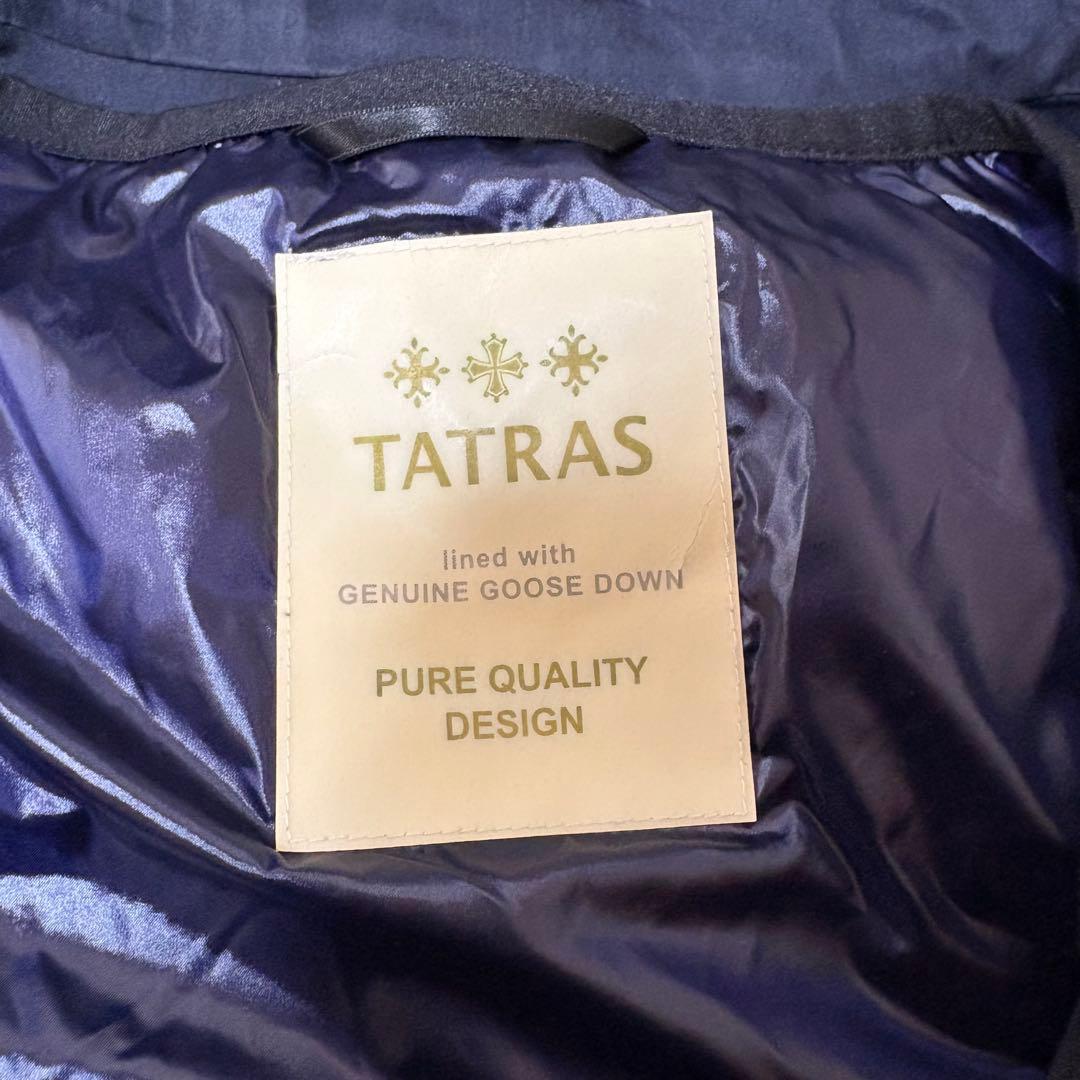 TATRAS
lined with
GENUINE GOOSE DOWN
PURE QUALITY
DESIGN